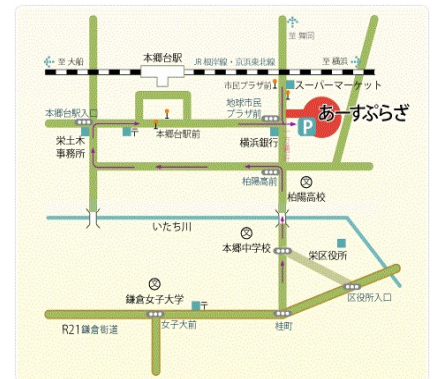 至 舞岡
至 大船
本郷台駅
JR 根岸線・京浜東北線
至 横浜
市民プラザ前
スーパーマーケット
あーすぷらざ
P
本郷台駅入口
地球市民
プラザ前
〒
本郷台駅前
栄土木
事務所
横浜銀行
柏陽高前
文
柏陽高校
いたち川
文
本郷中学校
栄区役所
文
鎌倉女子大学
〒
区役所入口
R21鎌倉街道
女子大前
桂町